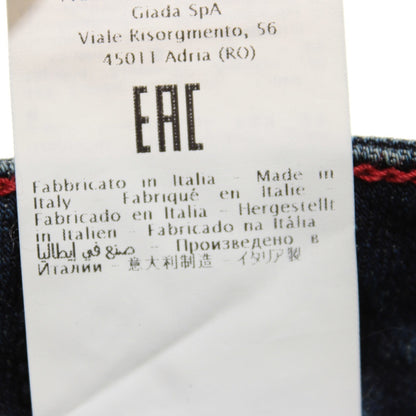 Giada SpA
Viale Risorgmento, 56
45011 Adria (RO)
EAC
Fabbricato in Italia - Made in
Italy Fabriqué en Italie -
Fabricado en Italia - Hergestellt
in Italien - Fabricado na Itália
صنع في إيطاليا - Произведено в
Италии - 意大利制造 - イタリア製